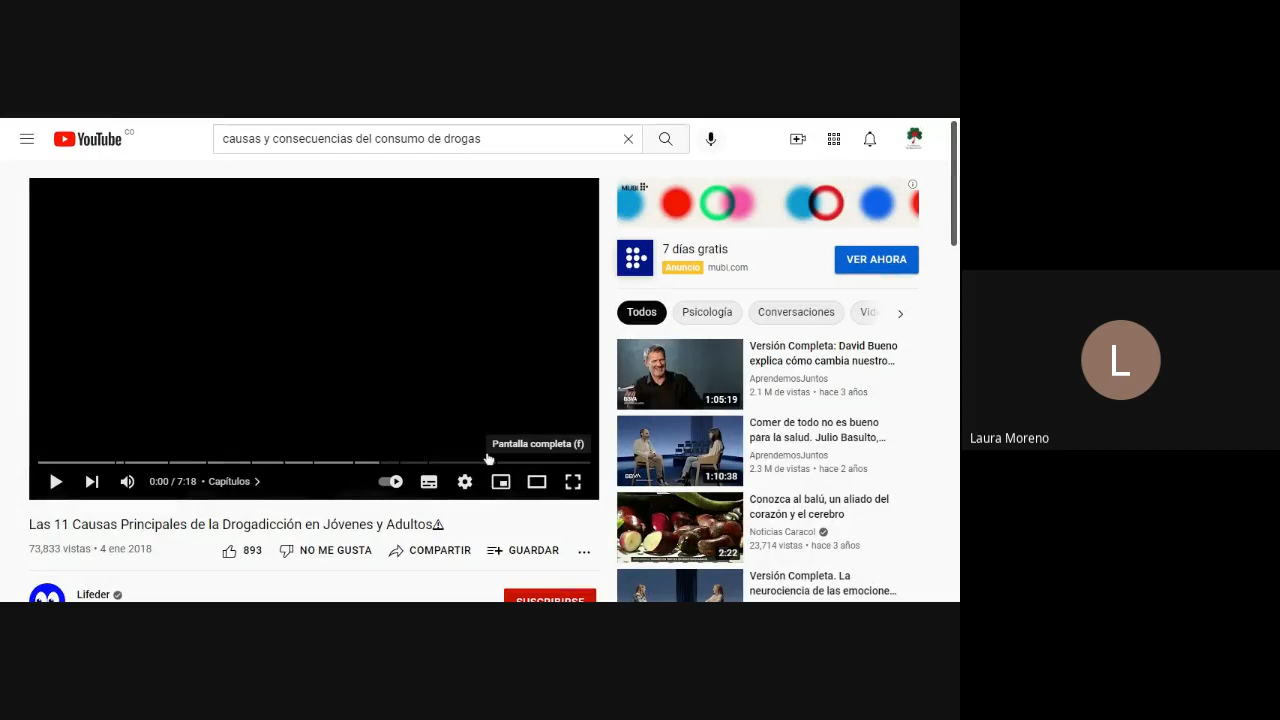 YouTube CO
causas y consecuencias del consumo de drogas
MUBI
7 días gratis
Anuncio mubi.com
VER AHORA
Todos Psicología Conversaciones
Pantalla completa (f)
0:00 / 7:18 • Capítulos
Las 11 Causas Principales de la Drogadicción en Jóvenes y Adultos⚠
73,833 vistas • 4 ene 2018
893 NO ME GUSTA COMPARTIR GUARDAR
Lifeder
SUSCRIBIRSE
1:05:19
Versión Completa: David Bueno
explica cómo cambia nuestro...
AprendemosJuntos
2.1 M de vistas • hace 3 años
1:10:38
Comer de todo no es bueno
para la salud. Julio Basulto,...
AprendemosJuntos
2.3 M de vistas • hace 2 años
2:22
Conozca al balú, un aliado del
corazón y el cerebro
Noticias Caracol
23,714 vistas • hace 3 años
Versión Completa. La
neurociencia de las emocione...
L
Laura Moreno